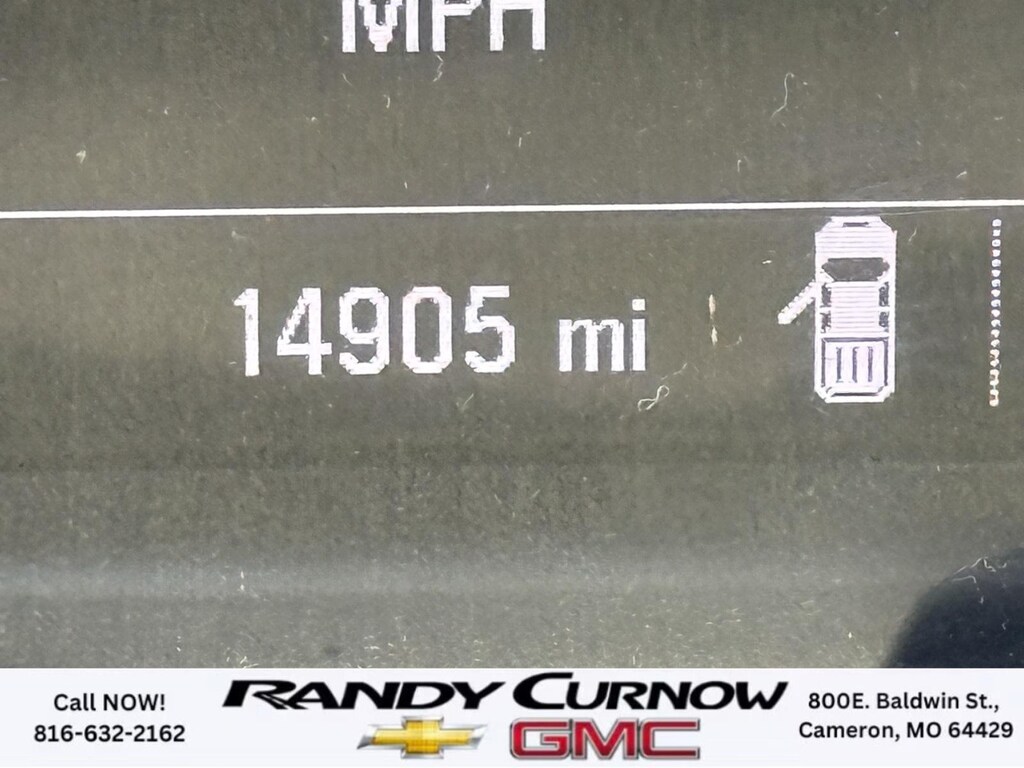 MPH
14905 mi
Call NOW!
816-632-2162
RANDY CURNOW
GMC
800E. Baldwin St.,
Cameron, MO 64429